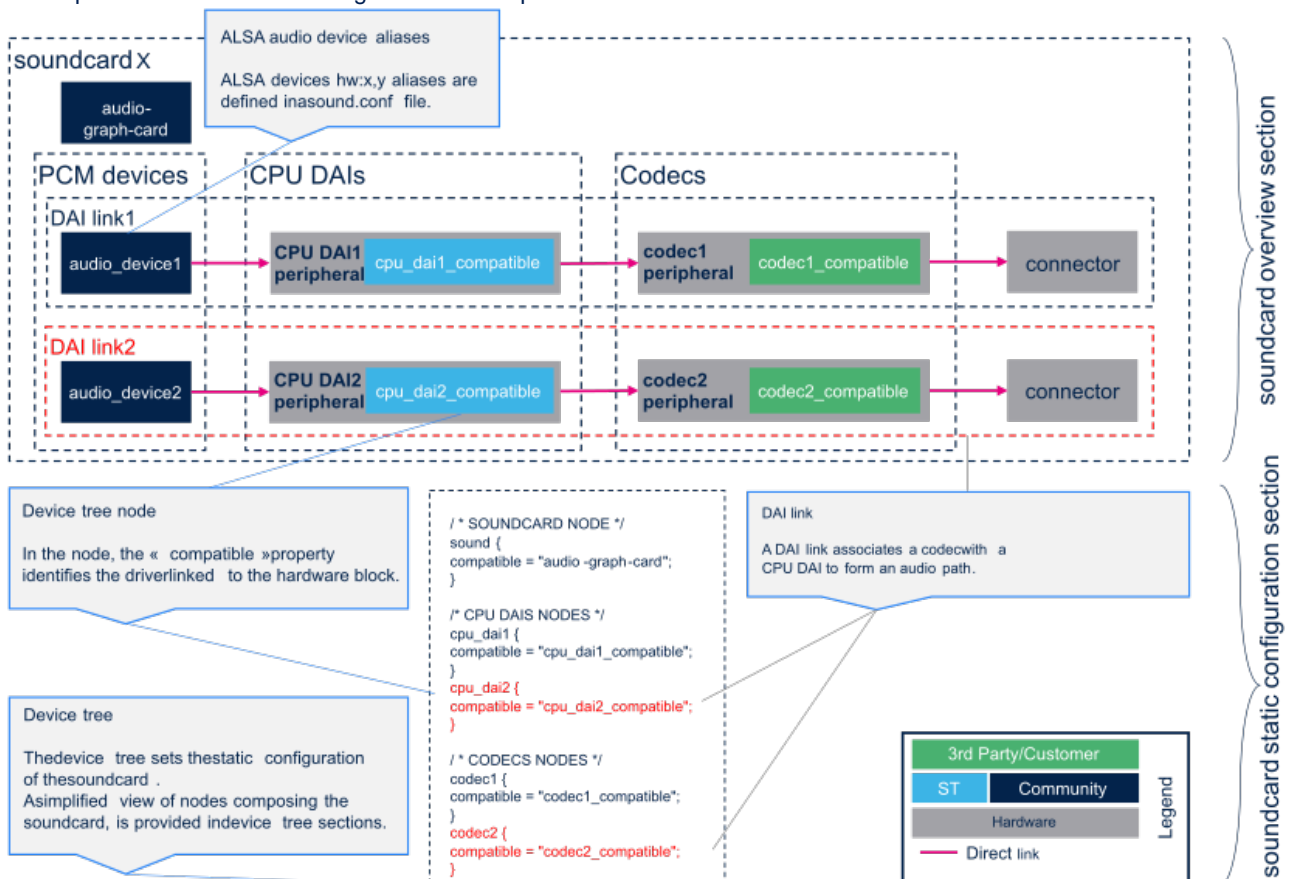 ALSA audio device aliases
ALSA devices hw:x,y aliases are
defined inasound.conf file.
soundcard X
audio-
graph-card
PCM devices
CPU DAIs
Codecs
DAI link1
audio_device1
CPU DAI1
peripheral
cpu_dai1_compatible
codec1
peripheral
codec1_compatible
connector
DAI link2
audio_device2
CPU DAI2
peripheral
cpu_dai2_compatible
codec2
peripheral
codec2_compatible
connector
soundcard overview section
Device tree node
In the node, the « compatible »property
identifies the driverlinked to the hardware block.
Device tree
Thedevice tree sets thestatic configuration
of thesoundcard .
Asimplified view of nodes composing the
soundcard, is provided indevice tree sections.
/ * SOUNDCARD NODE */
sound {
compatible = "audio -graph-card";
}
/* CPU DAIS NODES */
cpu_dai1 {
compatible = "cpu_dai1_compatible";
}
cpu_dai2 {
compatible = "cpu_dai2_compatible";
}
/ * CODECS NODES */
codec1 {
compatible = "codec1_compatible";
}
codec2 {
compatible = "codec2_compatible";
}
DAI link
A DAI link associates a codecwith a
CPU DAI to form an audio path.
3rd Party/Customer
ST
Community
Hardware
Direct link
Legend
soundcard static configuration section